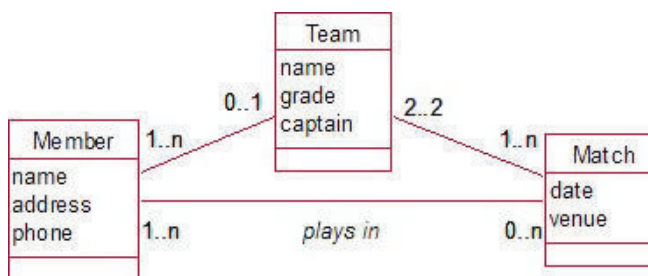 Team
name
grade
captain
0..1
2..2
Member
name
address
phone
1..n
1..n
Match
date
venue
1..n
plays in
0..n